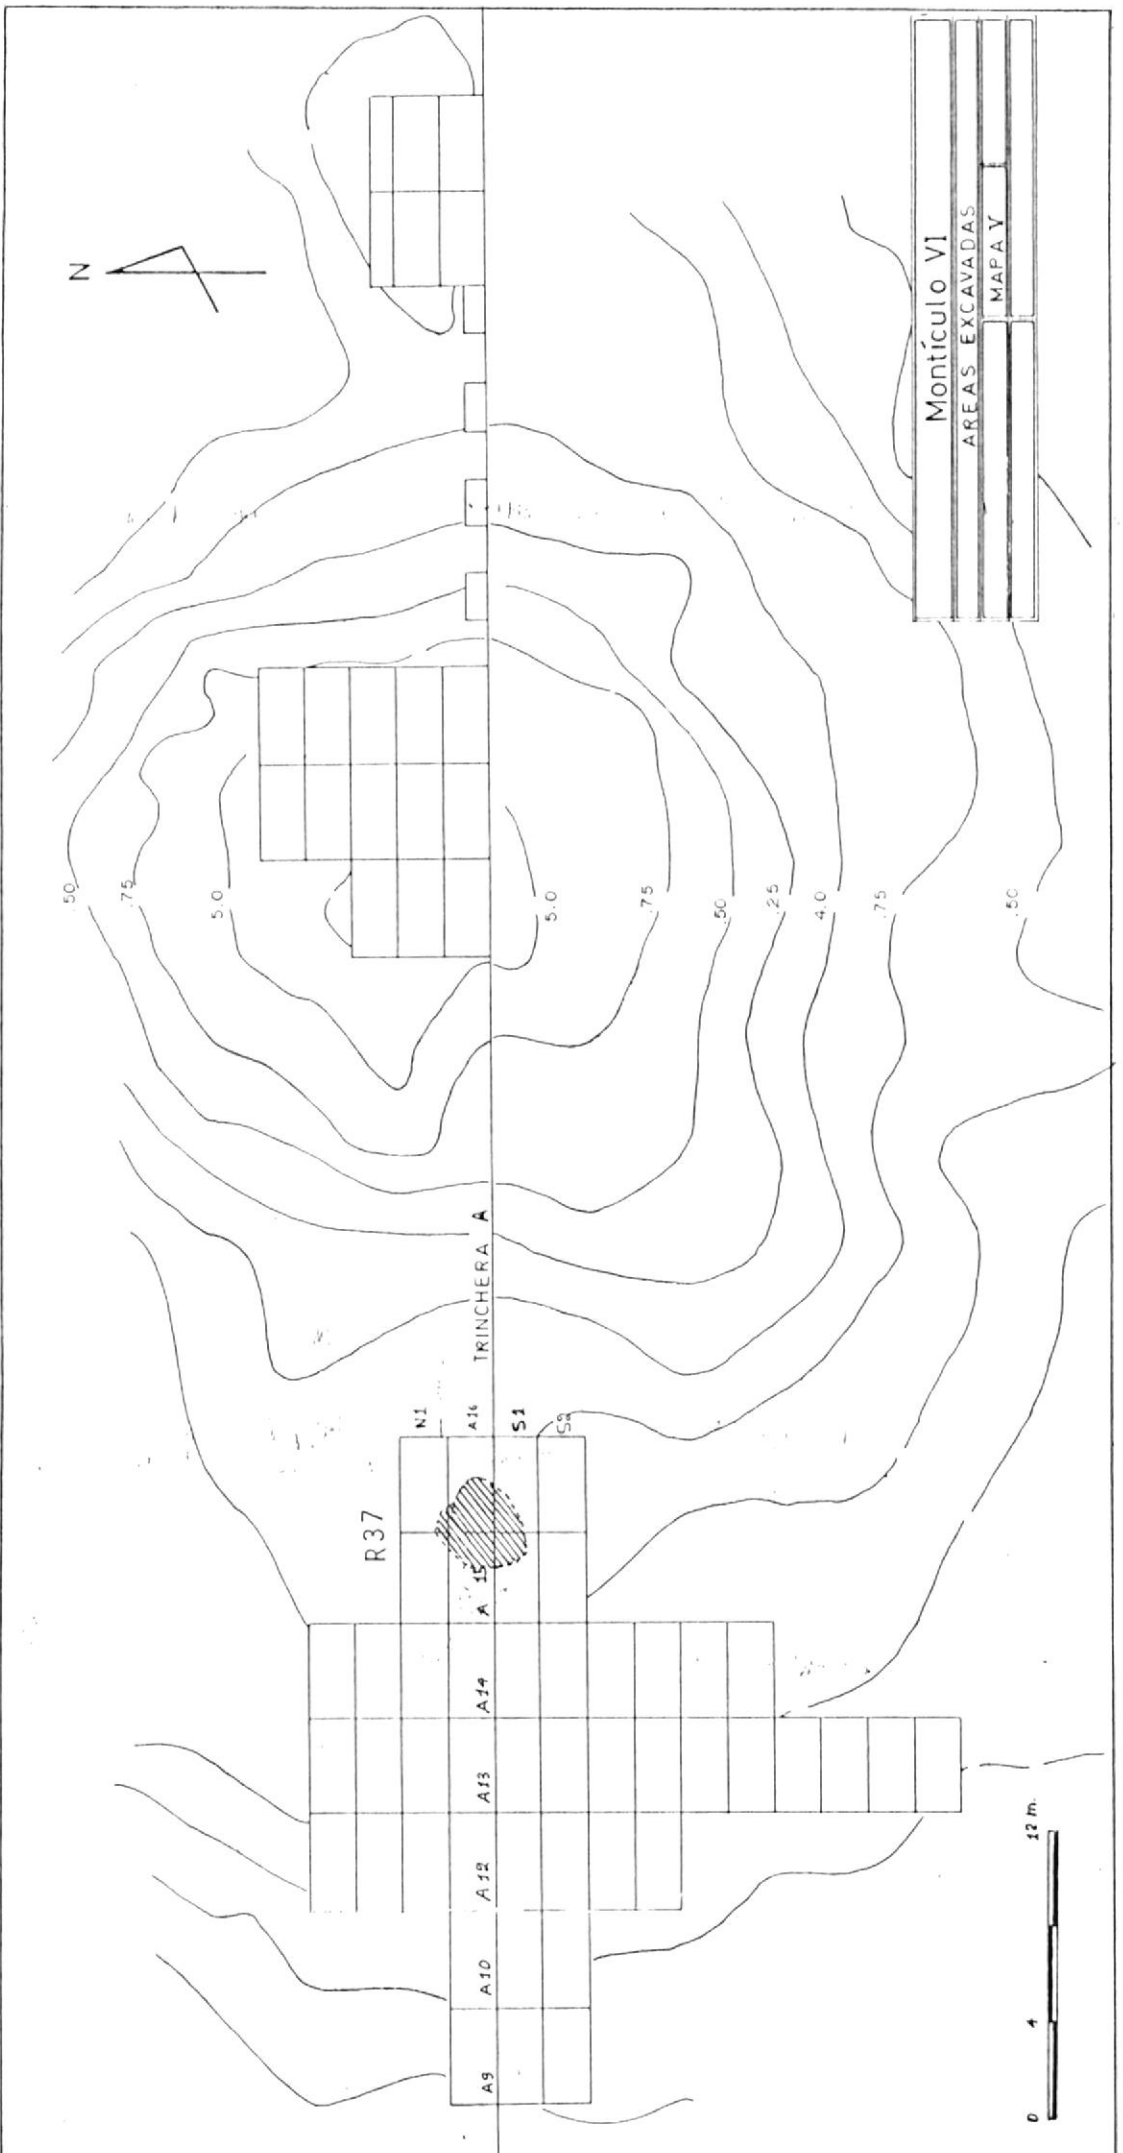 Montículo VI
AREAS EXCAVADAS
MAPA V
N
.50
.75
5.0
5.0
.75
.50
.25
4.0
.75
.50
TRINCHERA A
N1
A16
S1
S2
R37
A 15
A14
A13
A12
A10
A9
0 4 12 m.